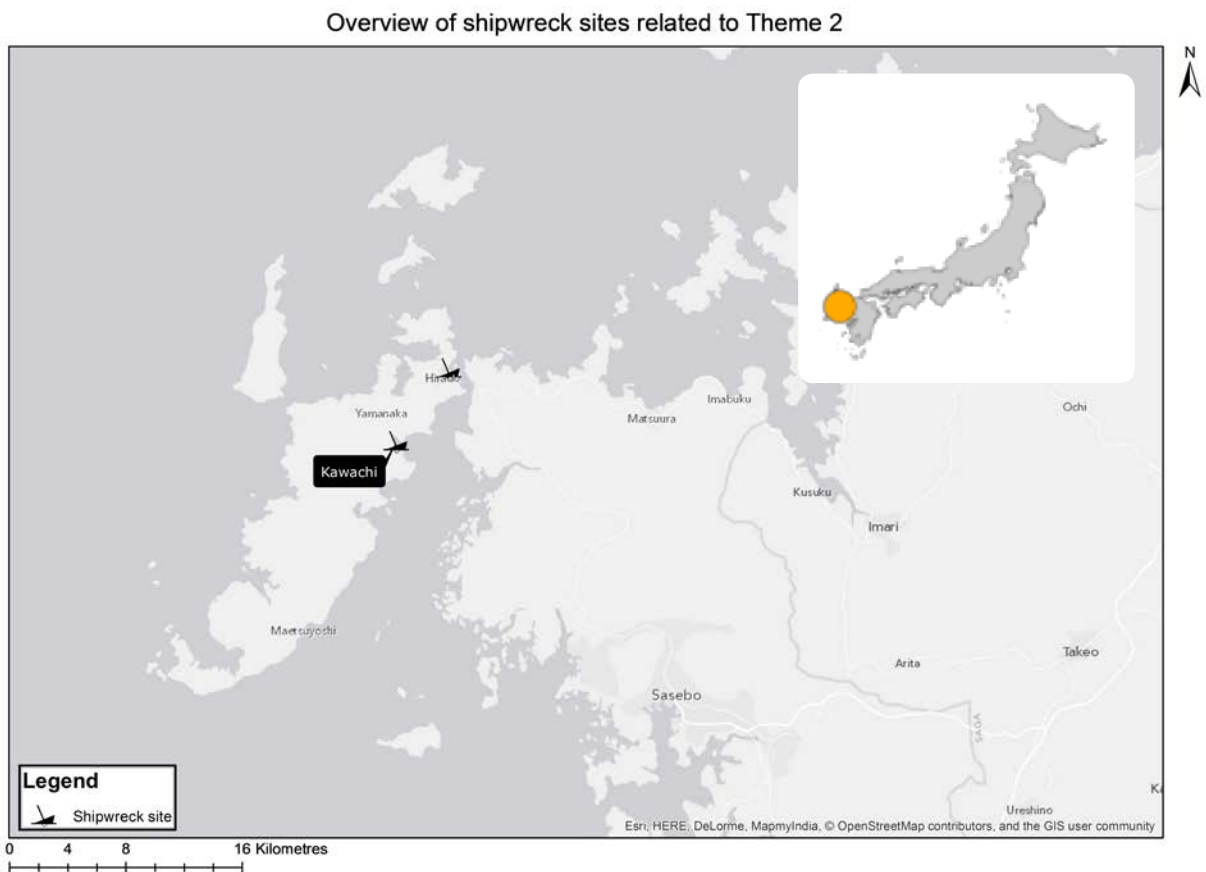 Overview of shipwreck sites related to Theme 2
N
Hirado
Yamanaka
Kawachi
Matsuura
Imabuku
Ochi
Kusuku
Imari
Maetsuyoshi
Arita
Takeo
Sasebo
SAGA
Ureshino
Legend
Shipwreck site
Esri, HERE, DeLorme, MapmyIndia, © OpenStreetMap contributors, and the GIS user community
0 4 8 16 Kilometres